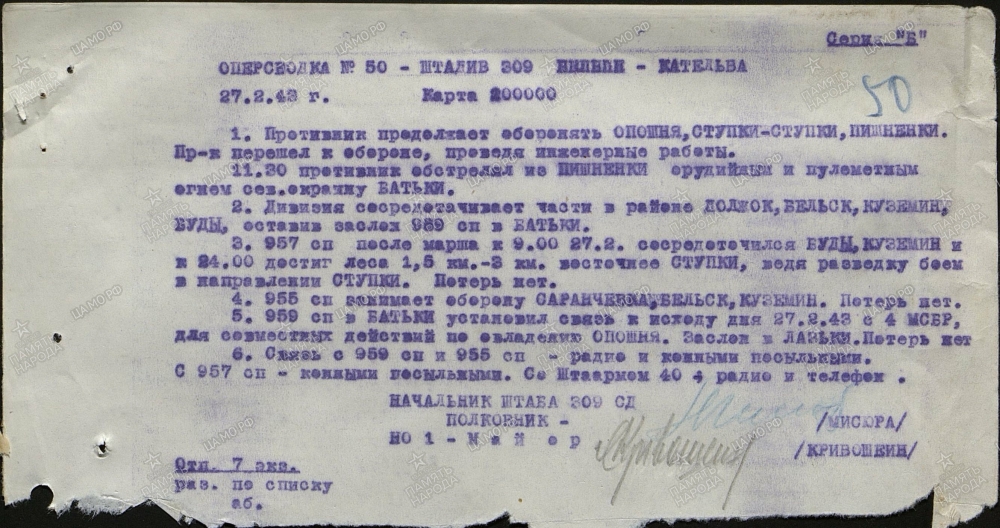 Серия "Б"
ОПЕРСВОДКА № 50 - ШТАДИВ 309 - КАТЕЛЬВА
50
27.2.43 г. Карта 200000
1. Противник продолжает оборонять ОПОШНЯ, СТУПКИ-СТУПКИ, ПИШНЕНКИ.
Пр-к перешел к обороне, проведя инженерные работы.
11.30 противник обстрелял из ПИШНЕНКИ орудийным и пулеметным
огнем сев.окраину БАТЬКИ.
2. Дивизия сосредотачивает части в районе ДОЛЖОК, БЕЛЬСК, КУЗЕМИН,
БУДЫ, оставив заслон 959 сп в БАТЬКИ.
3. 957 сп после марша к 9.00 27.2. сосредоточился БУДЫ, КУЗЕМИН и
к 24.00 достиг леса 1,5 км.-3 км. восточнее СТУПКИ, ведя разведку боем
в направлении СТУПКИ. Потерь нет.
4. 955 сп занимает оборону БЕЛЬСК, КУЗЕМИН. Потерь нет.
5. 959 сп в БАТЬКИ установил связь к исходу дня 27.2.43 с 4 МСБР,
для совместных действий по овладению ОПОШНЯ. Заслон в ЛАЗЬКИ. Потерь нет
6. Связь с 959 сп и 955 сп - радио и конными посыльными.
С 957 сп - конными посыльными. Со Штаармом 40 - радио и телефон .
НАЧАЛЬНИК ШТАБА 309 СД
ПОЛКОВНИК - /МИСЮРА/
НО 1 - Майор /КРИВОШЕИН/
Отп. 7 экз.
раз. по списку
аб.